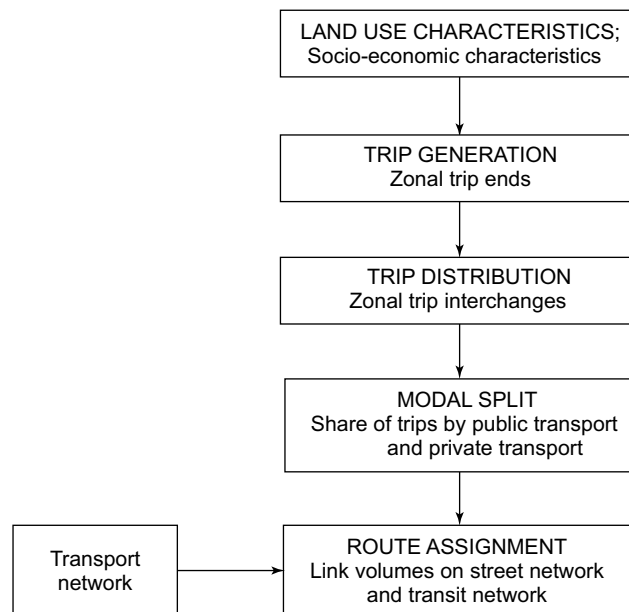 LAND USE CHARACTERISTICS;
Socio-economic characteristics
TRIP GENERATION
Zonal trip ends
TRIP DISTRIBUTION
Zonal trip interchanges
MODAL SPLIT
Share of trips by public transport
and private transport
Transport
network
ROUTE ASSIGNMENT
Link volumes on street network
and transit network